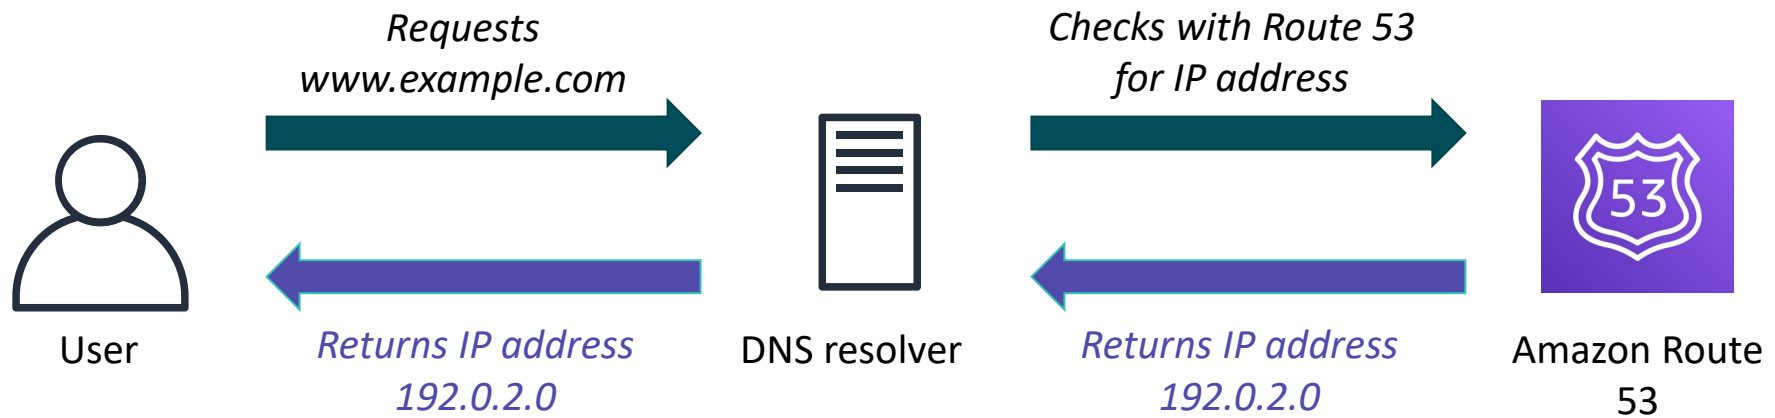 Requests
www.example.com
Checks with Route 53
for IP address
53
User
Returns IP address
192.0.2.0
DNS resolver
Returns IP address
192.0.2.0
Amazon Route
53